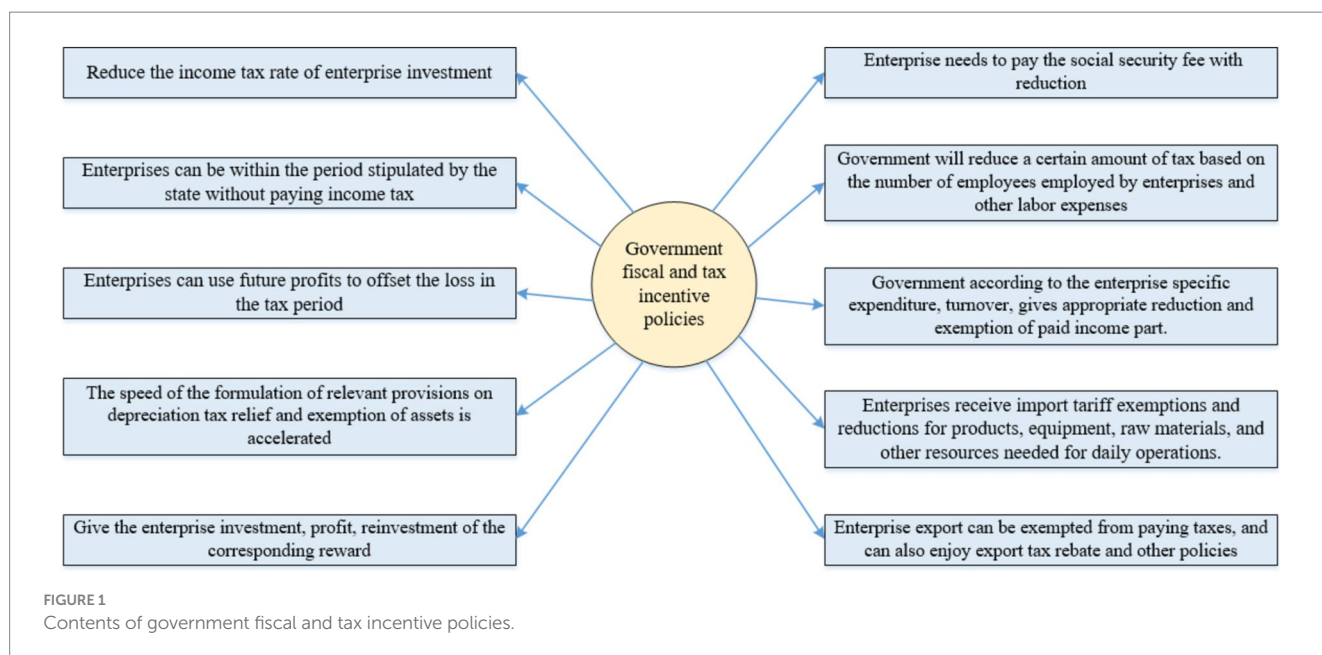 Reduce the income tax rate of enterprise investment
Enterprises can be within the period stipulated by the
state without paying income tax
Enterprises can use future profits to offset the loss in
the tax period
The speed of the formulation of relevant provisions on
depreciation tax relief and exemption of assets is
accelerated
Give the enterprise investment, profit, reinvestment of the
corresponding reward
Government
fiscal and tax
incentive
policies
Enterprise needs to pay the social security fee with
reduction
Government will reduce a certain amount of tax based on
the number of employees employed by enterprises and
other labor expenses
Government according to the enterprise specific
expenditure, turnover, gives appropriate reduction and
exemption of paid income part.
Enterprises receive import tariff exemptions and
reductions for products, equipment, raw materials, and
other resources needed for daily operations.
Enterprise export can be exempted from paying taxes, and
can also enjoy export tax rebate and other policies
FIGURE 1
Contents of government fiscal and tax incentive policies.